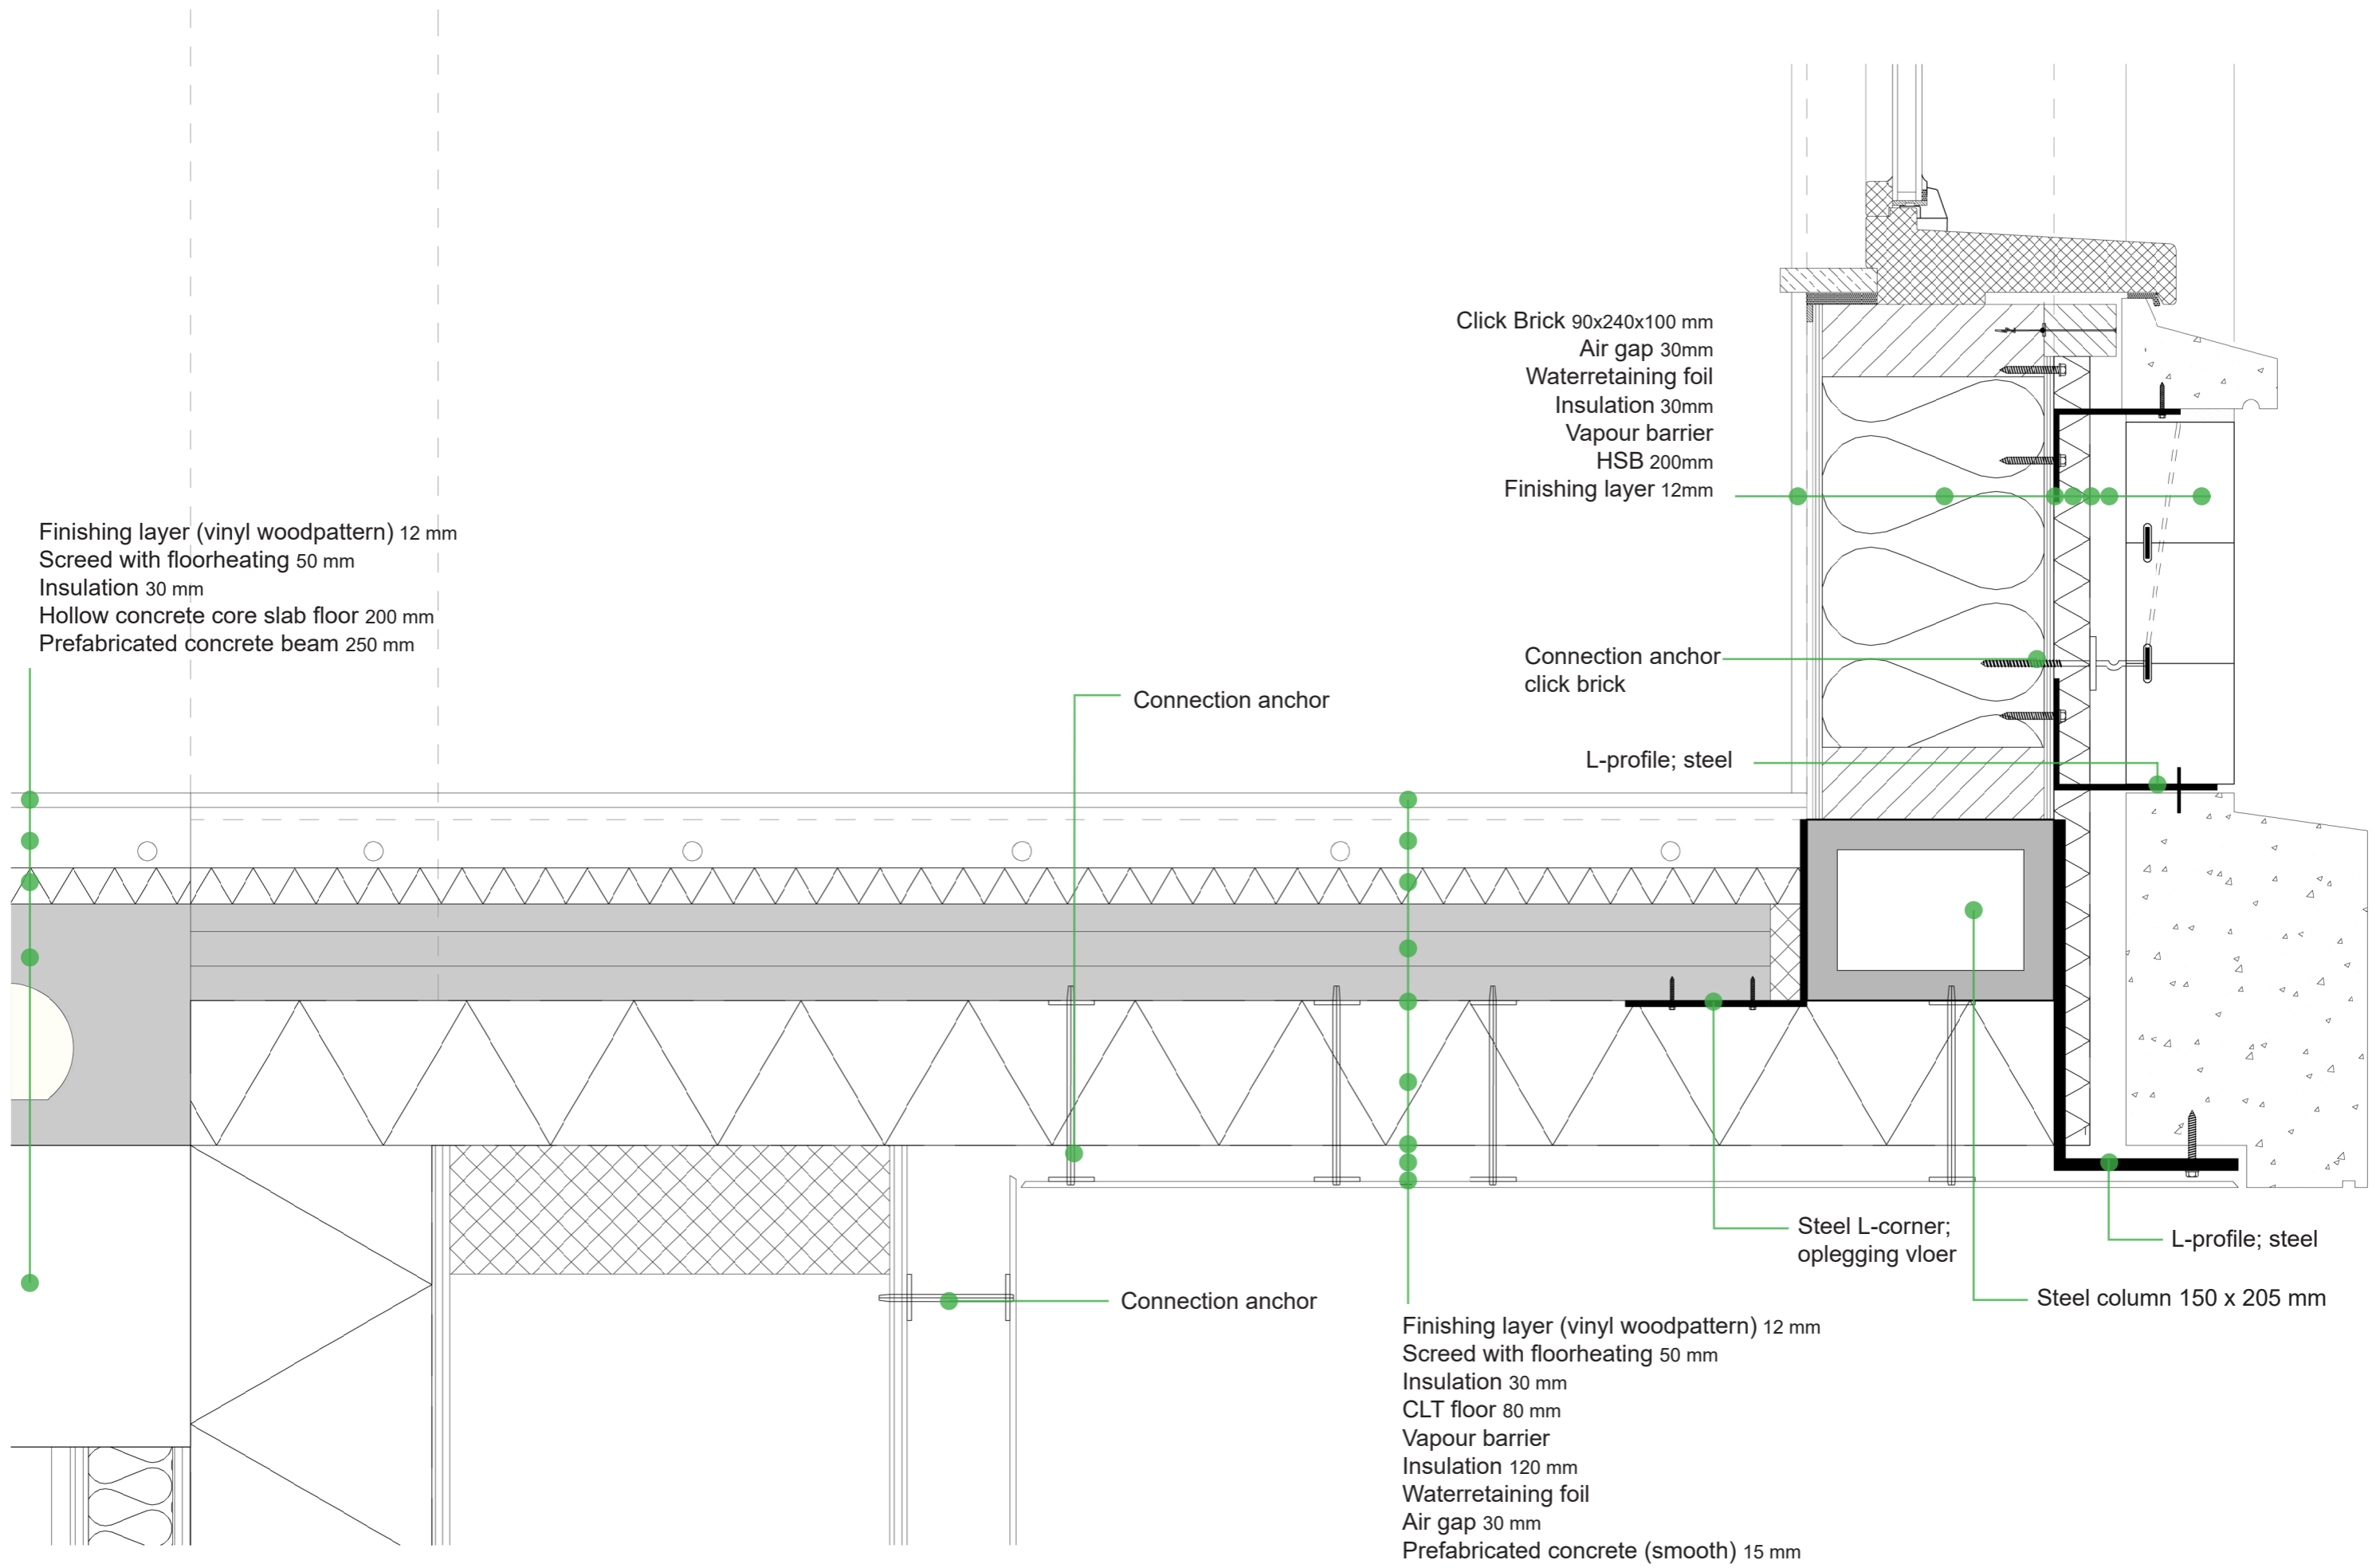 Click Brick 90x240x100 mm
Air gap 30mm
Waterretaining foil
Insulation 30mm
Vapour barrier
HSB 200mm
Finishing layer 12mm
Finishing layer (vinyl woodpattern) 12 mm
Screed with floorheating 50 mm
Insulation 30 mm
Hollow concrete core slab floor 200 mm
Prefabricated concrete beam 250 mm
Connection anchor
click brick
Connection anchor
L-profile; steel
Steel L-corner;
oplegging vloer
L-profile; steel
Steel column 150 x 205 mm
Connection anchor
Finishing layer (vinyl woodpattern) 12 mm
Screed with floorheating 50 mm
Insulation 30 mm
CLT floor 80 mm
Vapour barrier
Insulation 120 mm
Waterretaining foil
Air gap 30 mm
Prefabricated concrete (smooth) 15 mm